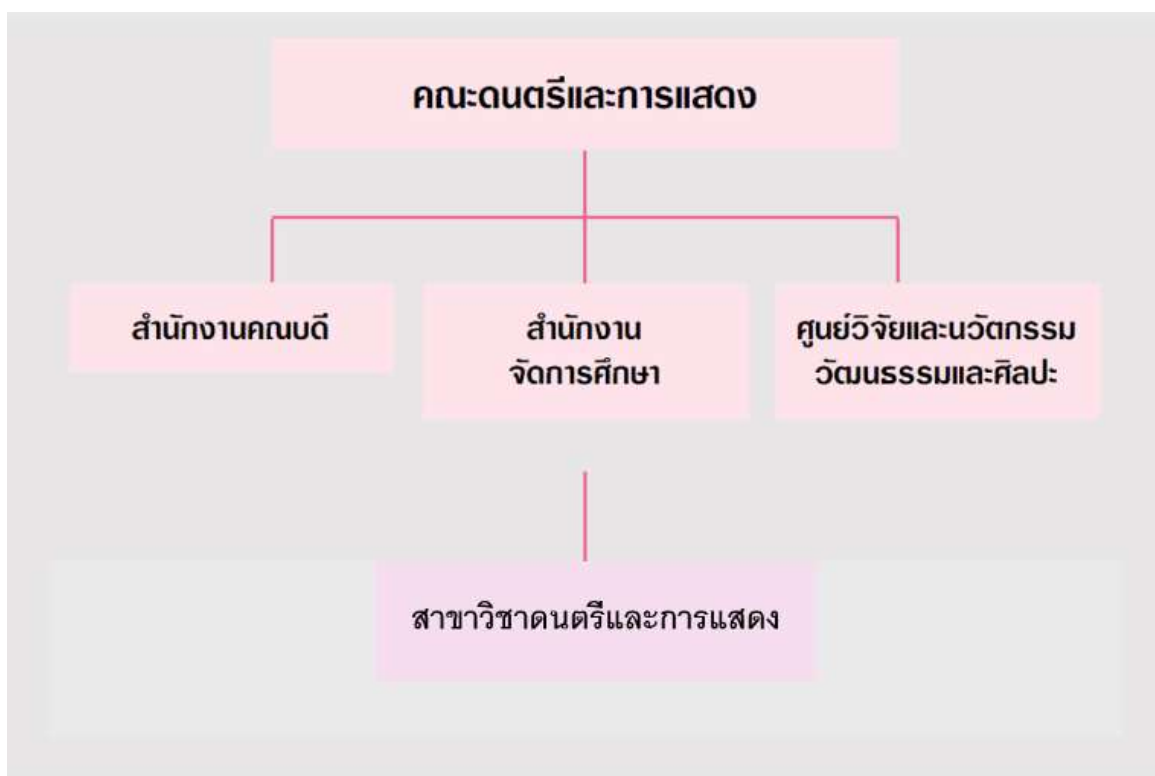 คณะดนตรีและการแสดง
สำนักงานคณบดี
สำนักงาน
จัดการศึกษา
ศูนย์วิจัยและนวัตกรรม
วัฒนธรรมและศิลปะ
สาขาวิชาดนตรีและการแสดง